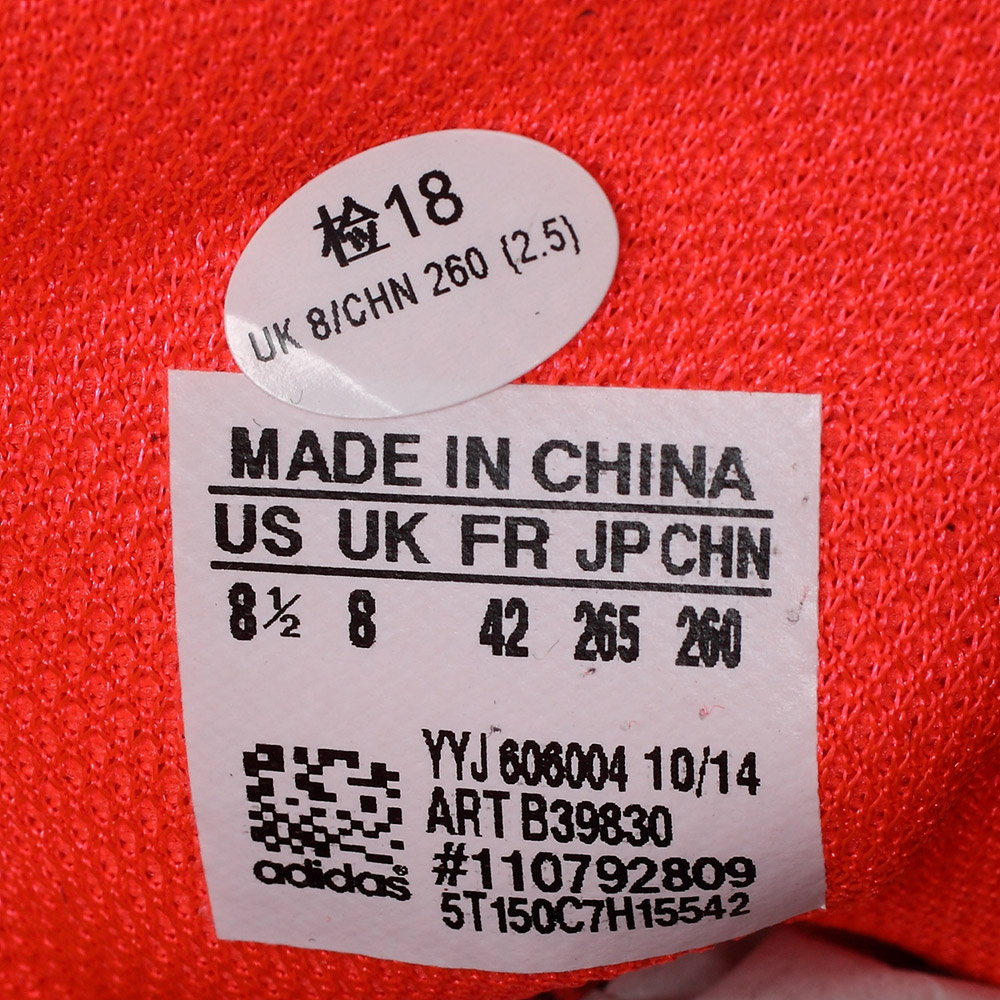 检18
UK 8/CHN 260 (2.5)
MADE IN CHINA
US UK FR JP CHN
8½ 8 42 265 260
YYJ 606004 10/14
ART B39830
#110792809
5T150C7H15542
adidas®